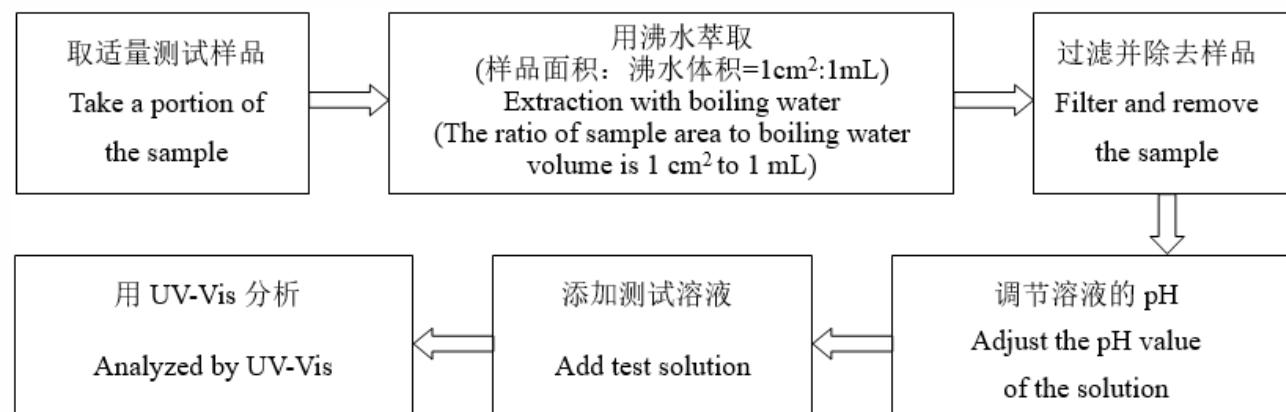 取适量测试样品
Take a portion of
the sample
用沸水萃取
(样品面积：沸水体积=1cm²:1mL)
Extraction with boiling water
(The ratio of sample area to boiling water
volume is 1 cm² to 1 mL)
过滤并除去样品
Filter and remove
the sample
调节溶液的 pH
Adjust the pH value
of the solution
添加测试溶液
Add test solution
用 UV-Vis 分析
Analyzed by UV-Vis